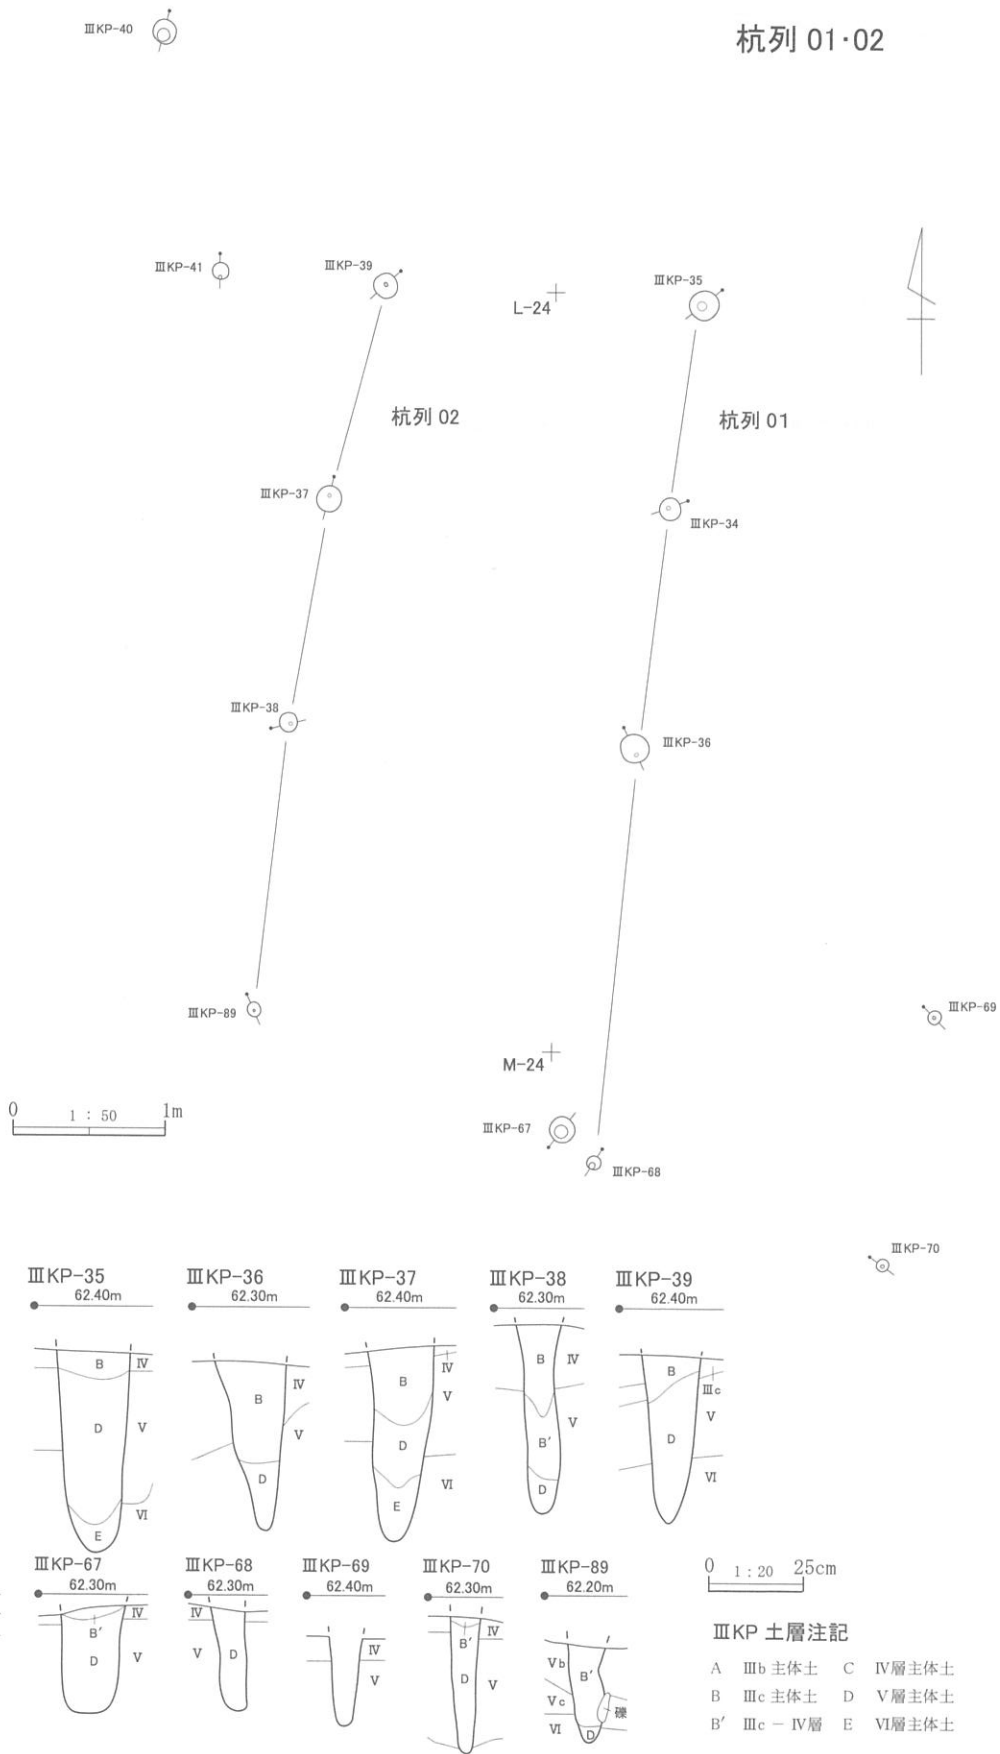 杭列 01・02
ⅢKP-40
ⅢKP-41
ⅢKP-39
L-24
ⅢKP-35
杭列 02
杭列 01
ⅢKP-37
ⅢKP-34
ⅢKP-38
ⅢKP-36
ⅢKP-89
ⅢKP-69
M-24
0 1 : 50 1m
ⅢKP-67
ⅢKP-68
ⅢKP-70
ⅢKP-35
62.40m
B Ⅳ
D Ⅴ
Ⅵ
E
ⅢKP-36
62.30m
Ⅳ
B
Ⅴ
D
ⅢKP-37
62.40m
Ⅳ
B Ⅴ
D
Ⅵ
E
ⅢKP-38
62.30m
B Ⅳ
Ⅴ
B′
D
ⅢKP-39
62.40m
B
Ⅲc
Ⅴ
D
Ⅵ
ⅢKP-67
62.30m
Ⅳ
B′
D Ⅴ
ⅢKP-68
62.30m
Ⅳ
Ⅴ D
ⅢKP-69
62.40m
Ⅳ
Ⅴ
ⅢKP-70
62.30m
Ⅳ
B′
D Ⅴ
ⅢKP-89
62.20m
Ⅴb B′
Ⅴc
礫
Ⅵ D
0 1 : 20 25cm
ⅢKP 土層注記
A Ⅲb 主体土 C Ⅳ層主体土
B Ⅲc 主体土 D Ⅴ層主体土
B′ Ⅲc − Ⅳ層 E Ⅵ層主体土